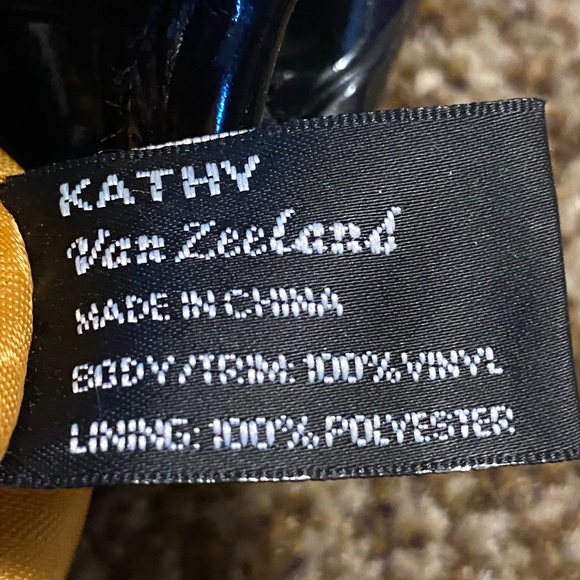 KATHY
Van Zeeland
MADE IN CHINA
BODY/TRIM: 100% VINYL
LINING: 100% POLYESTER